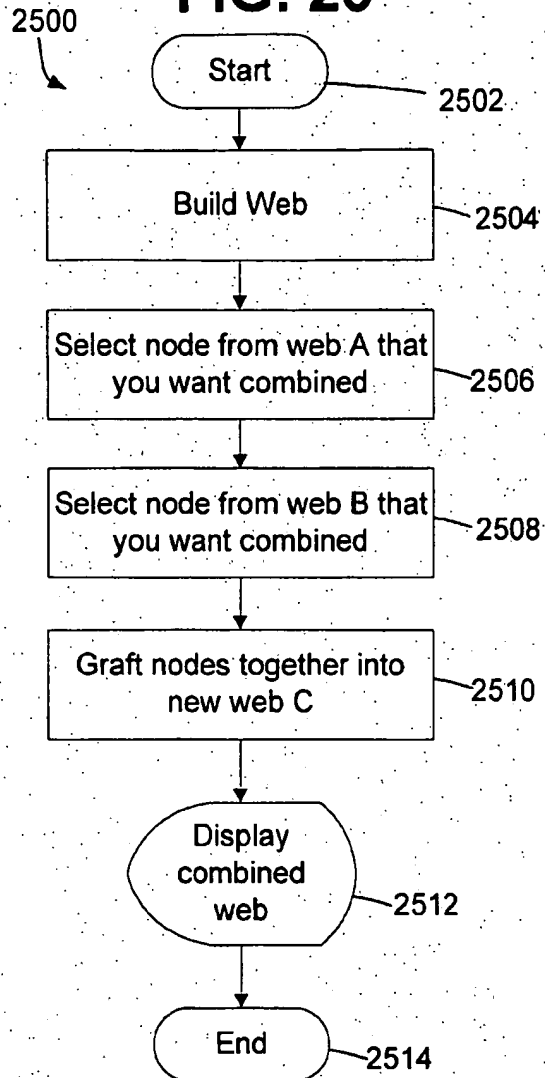 2500
Start
2502
Build Web
2504
Select node from web A that
you want combined
2506
Select node from web B that
you want combined
2508
Graft nodes together into
new web C
2510
Display
combined
web
2512
End
2514